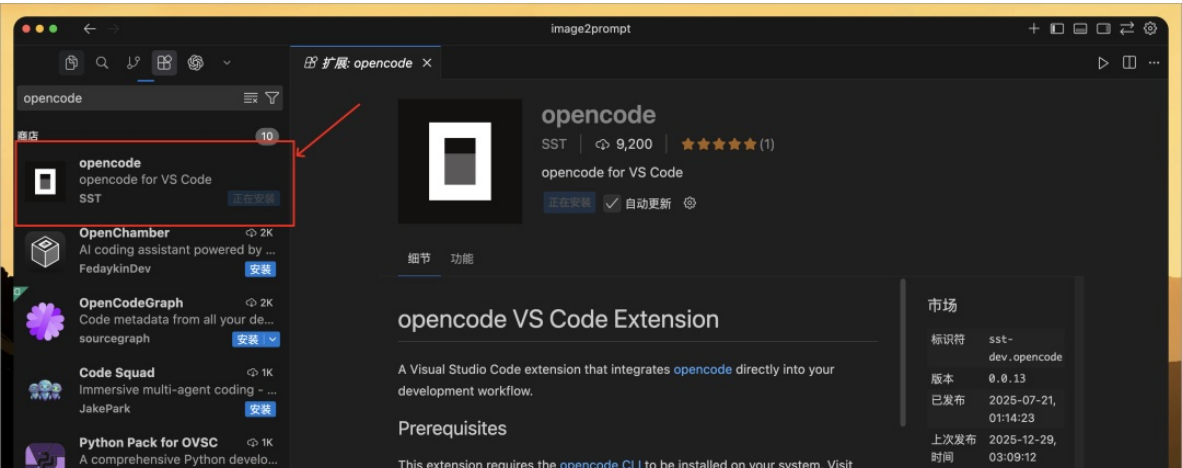 image2prompt
opencode
商店
10
opencode
opencode for VS Code
SST
正在安装
OpenChamber
2K
AI coding assistant powered by ...
FedaykinDev
安装
OpenCodeGraph
2K
Code metadata from all your de...
sourcegraph
安装
Code Squad
1K
Immersive multi-agent coding - ...
JakePark
安装
Python Pack for OVSC
1K
A comprehensive Python develo...
扩展: opencode
opencode
SST
9,200
(1)
opencode for VS Code
正在安装
自动更新
细节
功能
opencode VS Code Extension
A Visual Studio Code extension that integrates opencode directly into your
development workflow.
Prerequisites
This extension requires the opencode CLI to be installed on your system. Visit
市场
标识符 sst-
dev.opencode
版本 0.0.13
已发布 2025-07-21,
01:14:23
上次发布 2025-12-29,
时间 03:09:12